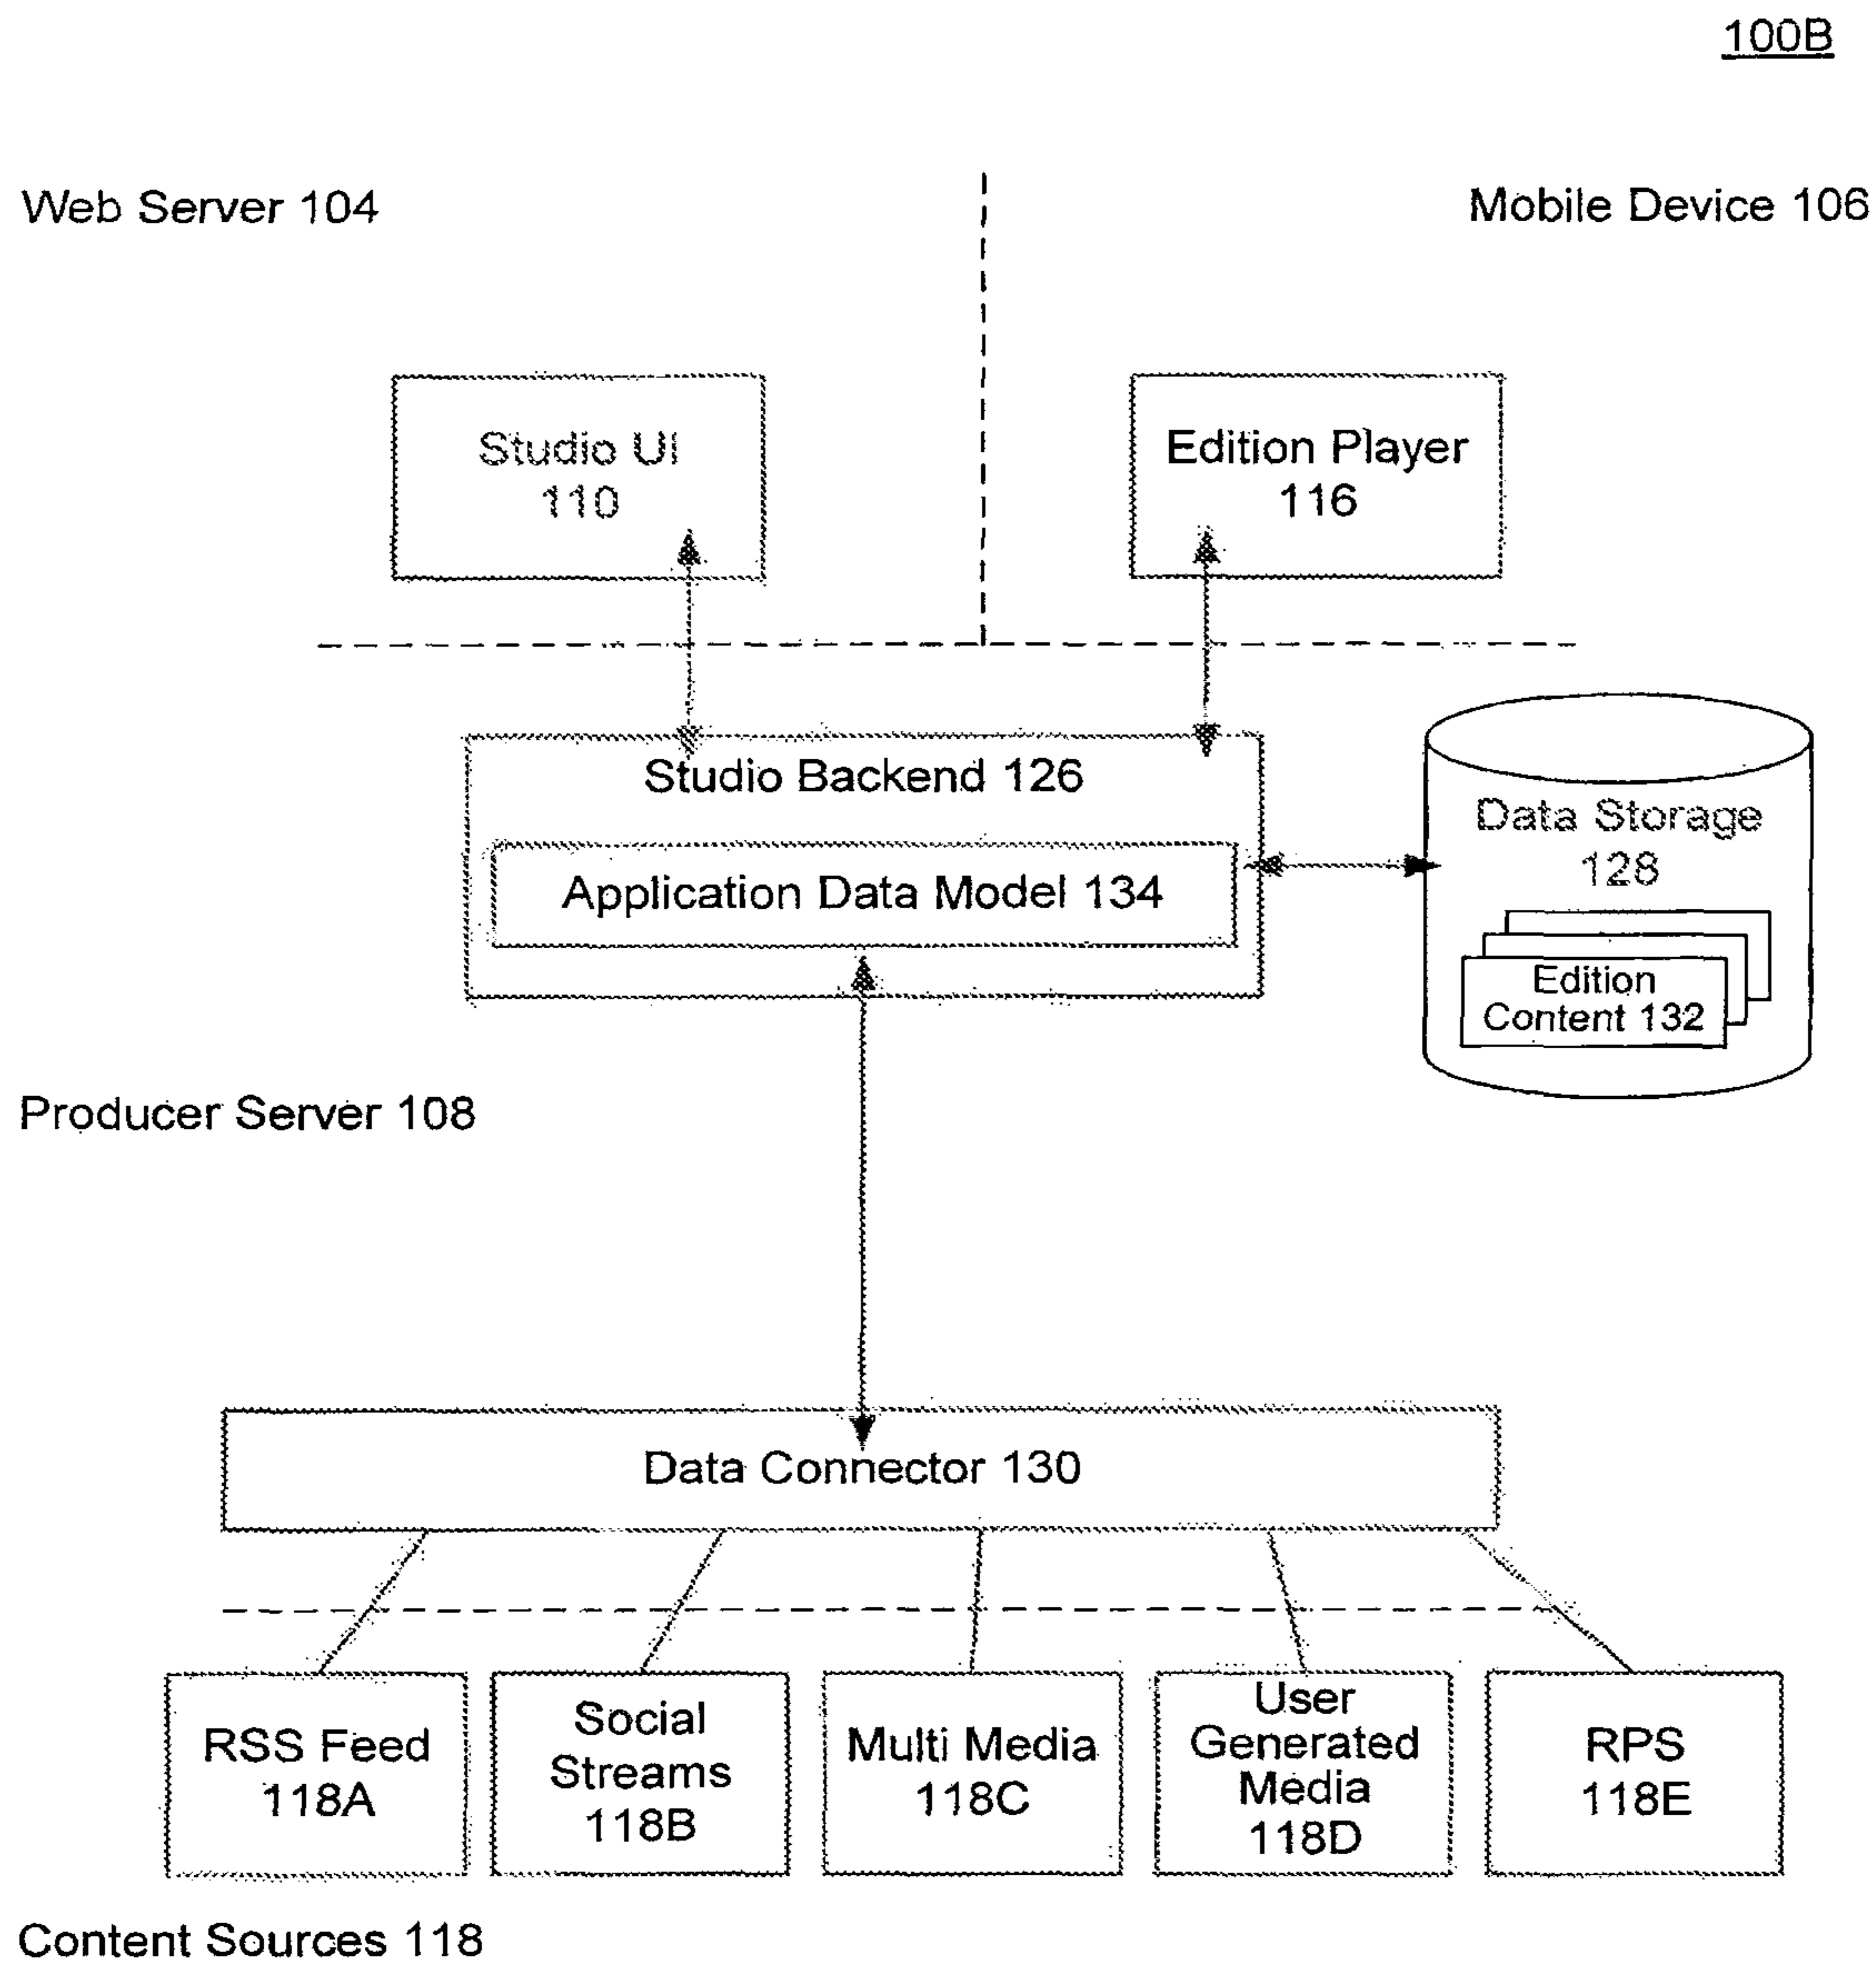 100B
Web Server 104
Mobile Device 106
Studio UI
110
Edition Player
116
Studio Backend 126
Application Data Model 134
Data Storage
128
Edition
Content 132
Producer Server 108
Data Connector 130
RSS Feed
118A
Social
Streams
118B
Multi Media
118C
User
Generated
Media
118D
RPS
118E
Content Sources 118